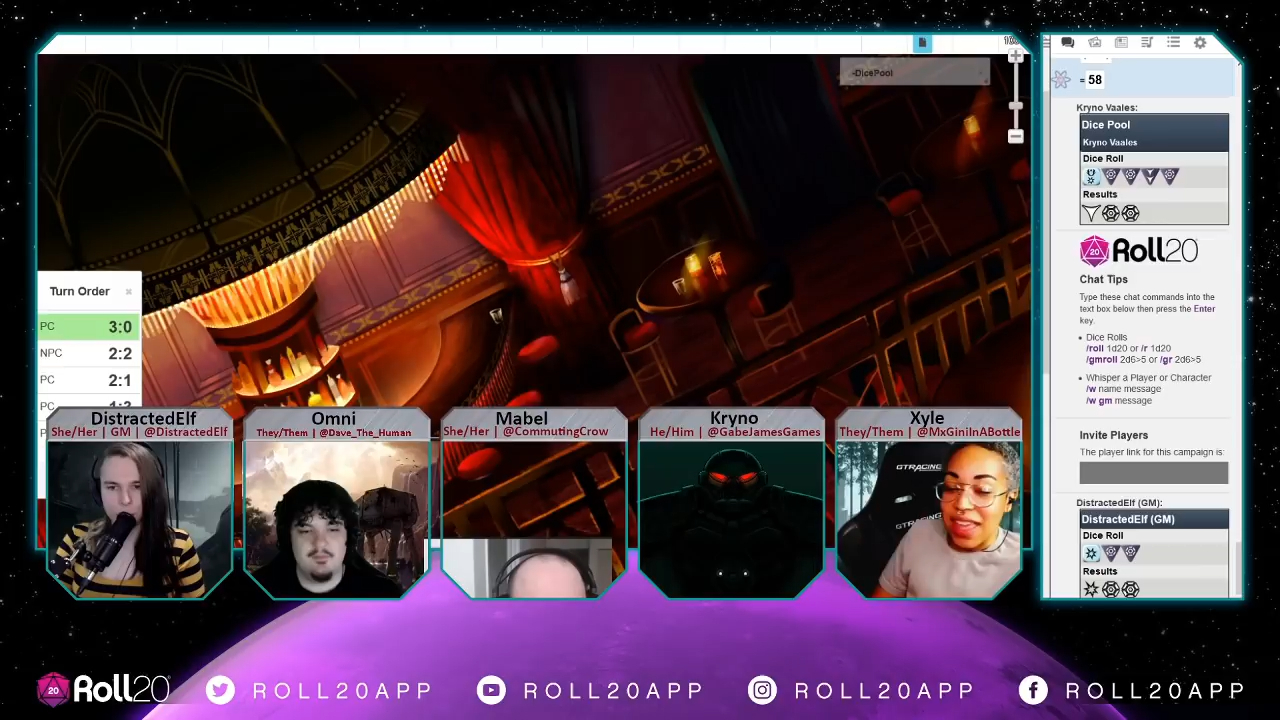 -DicePool
Turn Order
PC 3:0
NPC 2:2
PC 2:1
DistractedElf
She/Her | GM | @DistractedElf
Omni
They/Them | @Dave_The_Human
Mabel
She/Her | @CommutingCrow
Kryno
He/Him | @GabeJamesGames
Xyle
They/Them | @MxGiniInABottle
GTRACING
GTRACING
= 58
Kryno Vaales:
Dice Pool
Kryno Vaales
Dice Roll
Results
20 Roll20
Chat Tips
Type these chat commands into the
text box below then press the Enter
key.
Dice Rolls
/roll 1d20 or /r 1d20
/gmroll 2d6>5 or /gr 2d6>5
Whisper a Player or Character
/w name message
/w gm message
Invite Players
The player link for this campaign is:
DistractedElf (GM):
DistractedElf (GM)
Dice Roll
Results
20 Roll20
ROLL20APP
ROLL20APP
ROLL20APP
ROLL20APP